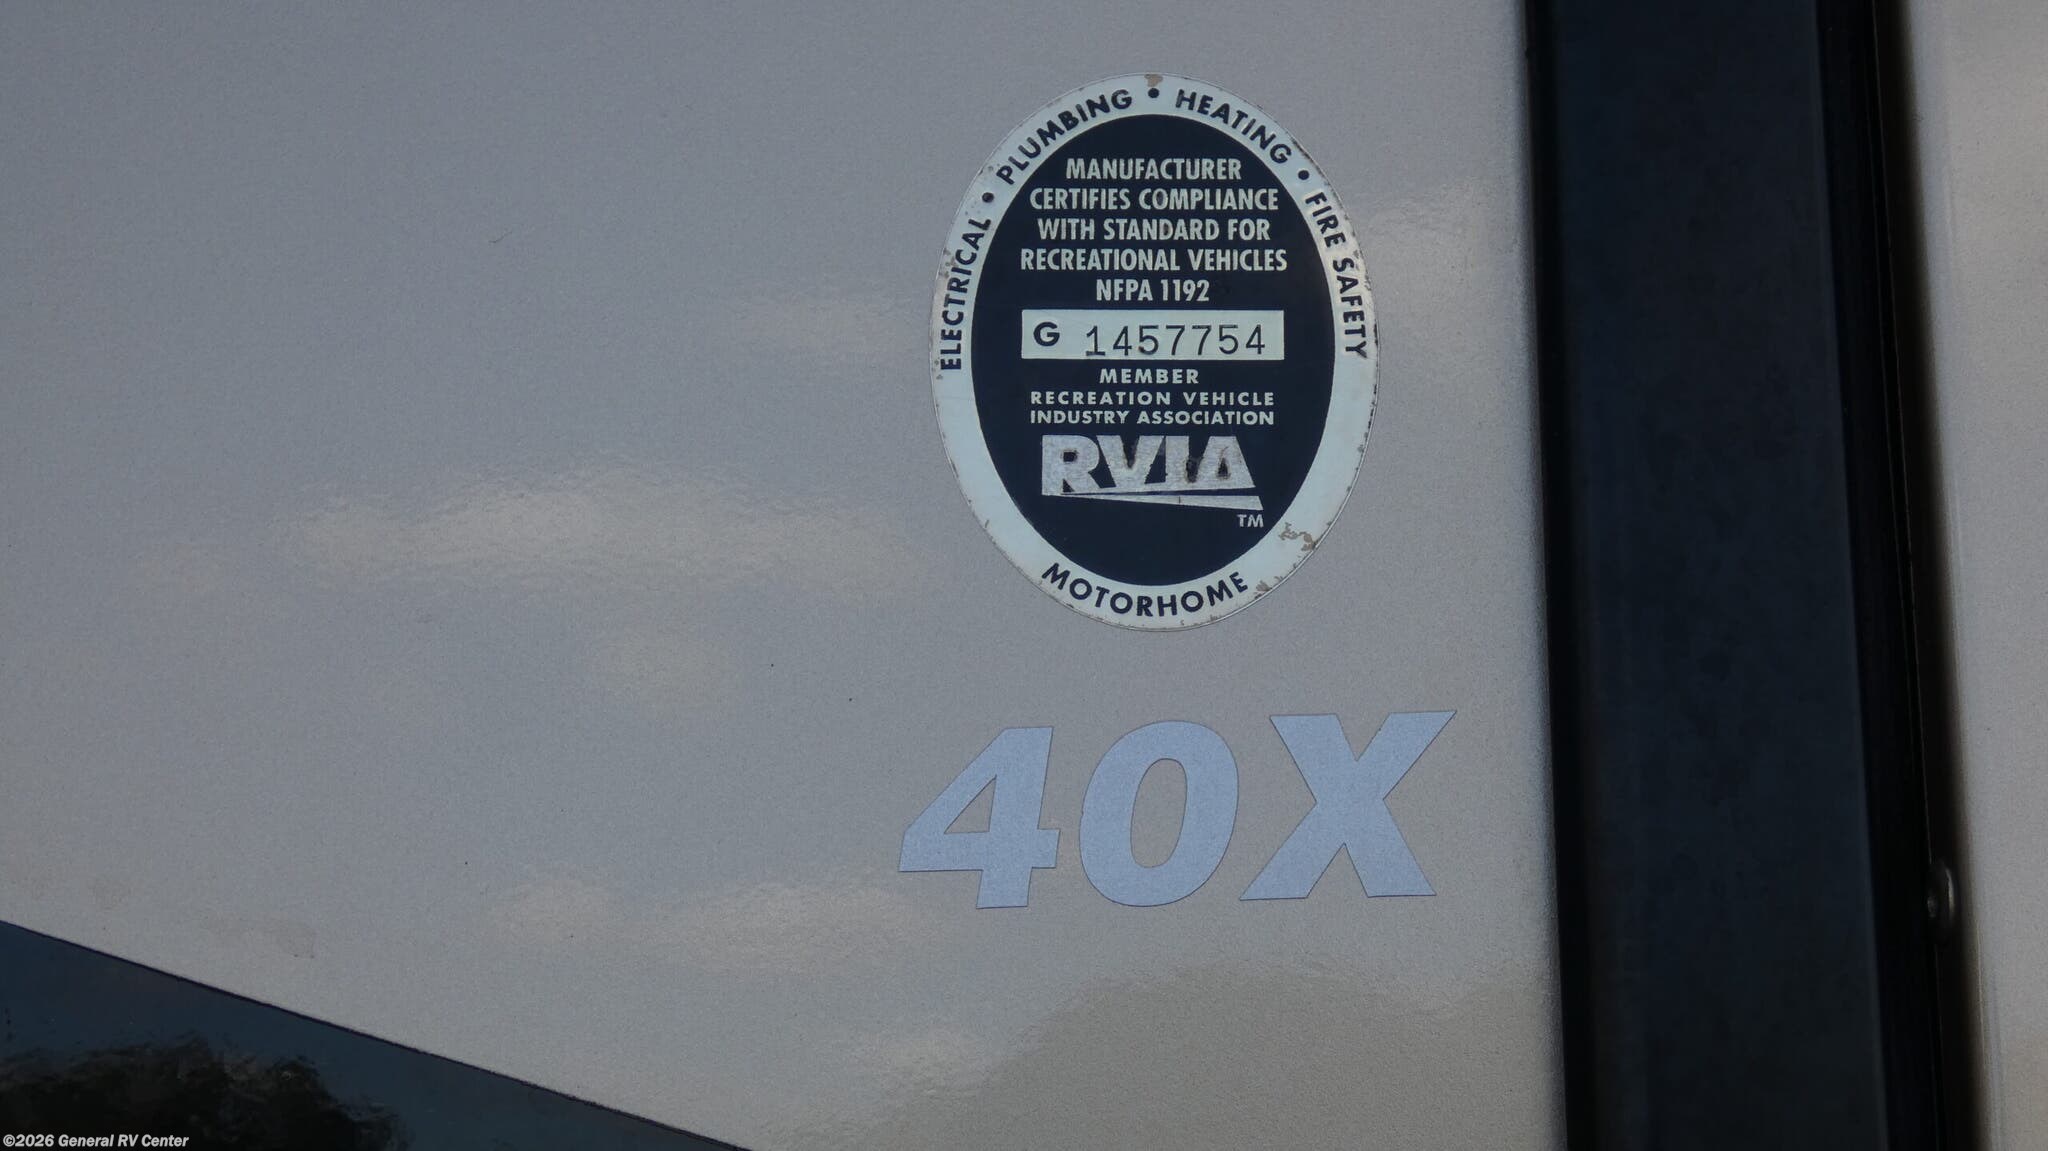 ELECTRICAL • PLUMBING • HEATING • FIRE SAFETY
MANUFACTURER
CERTIFIES COMPLIANCE
WITH STANDARD FOR
RECREATIONAL VEHICLES
NFPA 1192
G 1457754
MEMBER
RECREATION VEHICLE
INDUSTRY ASSOCIATION
RVIA
TM
MOTORHOME
40X
©2026 General RV Center